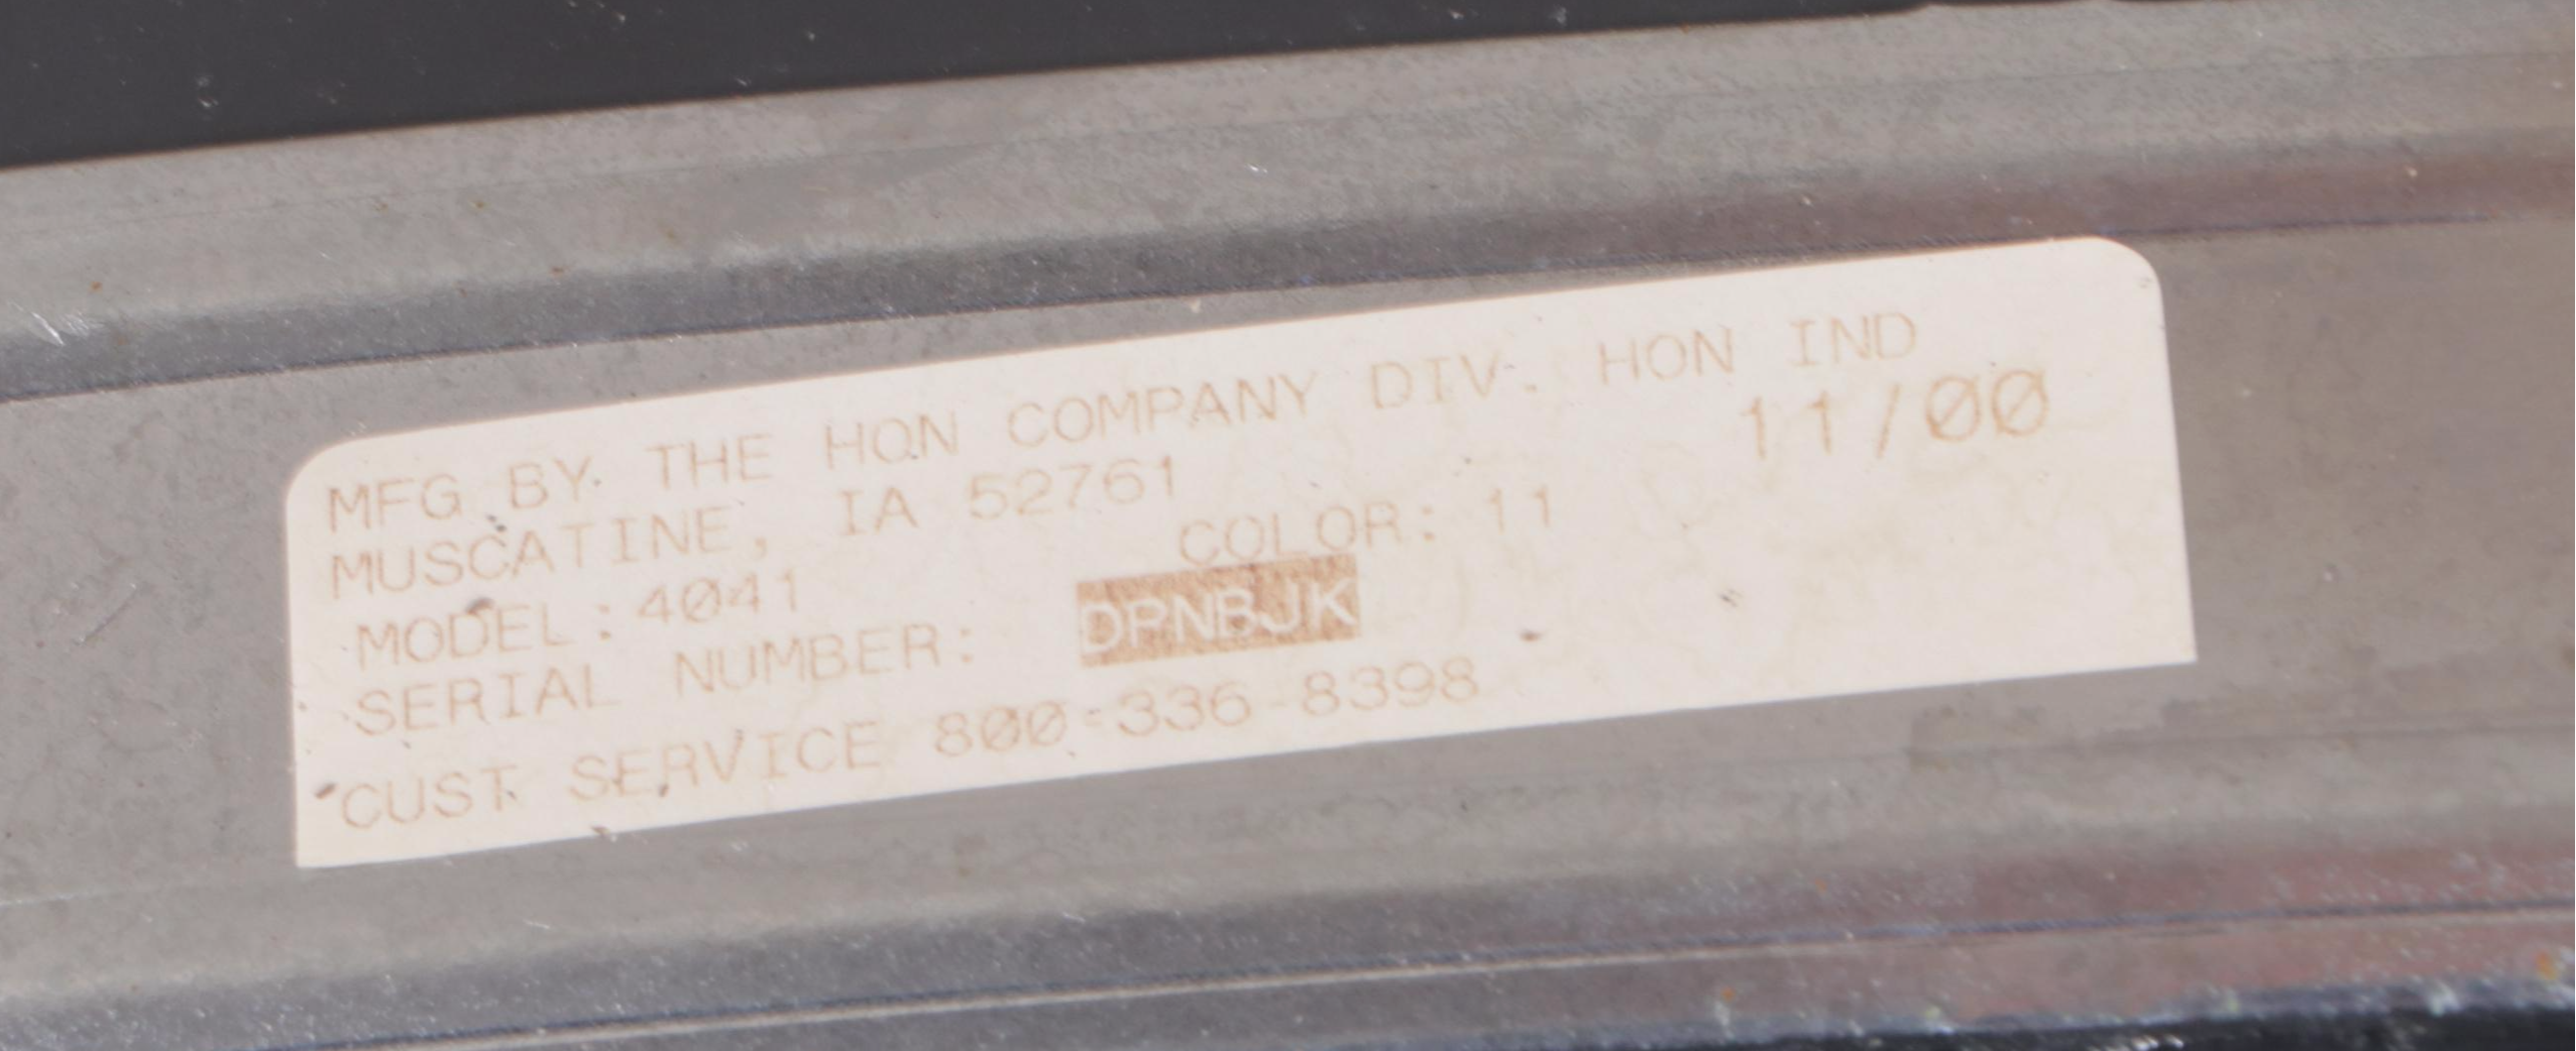 MFG BY THE HON COMPANY DIV. HON IND
MUSCATINE, IA 52761 11/00
MODEL:4041 COLOR: 11
SERIAL NUMBER: DPNBJK
CUST SERVICE 800-336-8398